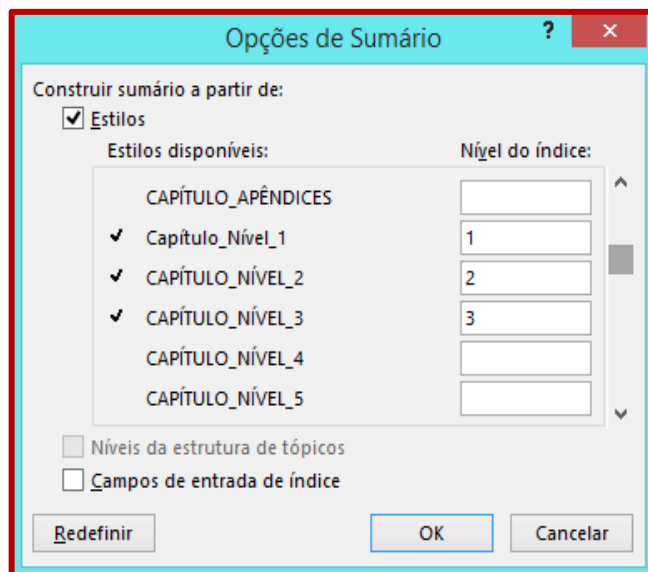 Opções de Sumário ? ×
Construir sumário a partir de:
Estilos
Estilos disponíveis: Nível do índice:
CAPÍTULO_APÊNDICES
Capítulo_Nível_1 1
CAPÍTULO_NÍVEL_2 2
CAPÍTULO_NÍVEL_3 3
CAPÍTULO_NÍVEL_4
CAPÍTULO_NÍVEL_5
Níveis da estrutura de tópicos
Campos de entrada de índice
Redefinir OK Cancelar